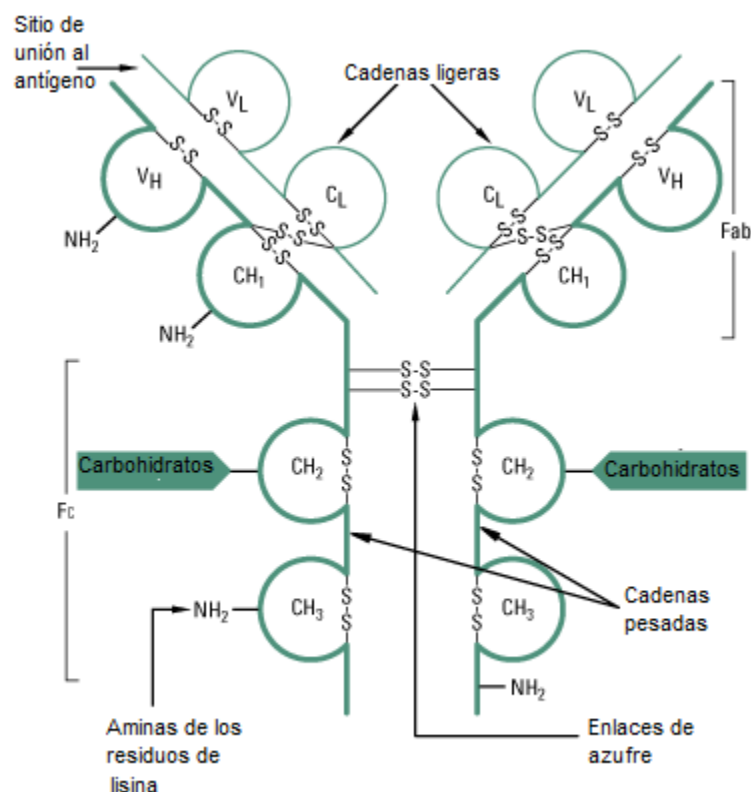 Sitio de
unión al
antígeno
Cadenas ligeras
VL
VL
S-S
S-S
VH
S-S
S-S
VH
CL
CL
NH2
S-S
S-S
S-S
S-S
S-S
S-S
Fab
CH1
CH1
NH2
S-S
S-S
Carbohidratos
CH2
S-S
S-S
CH2
Carbohidratos
Fc
NH2
CH3
S-S
S-S
CH3
Cadenas
pesadas
NH2
Aminas de los
residuos de
lisina
Enlaces de
azufre